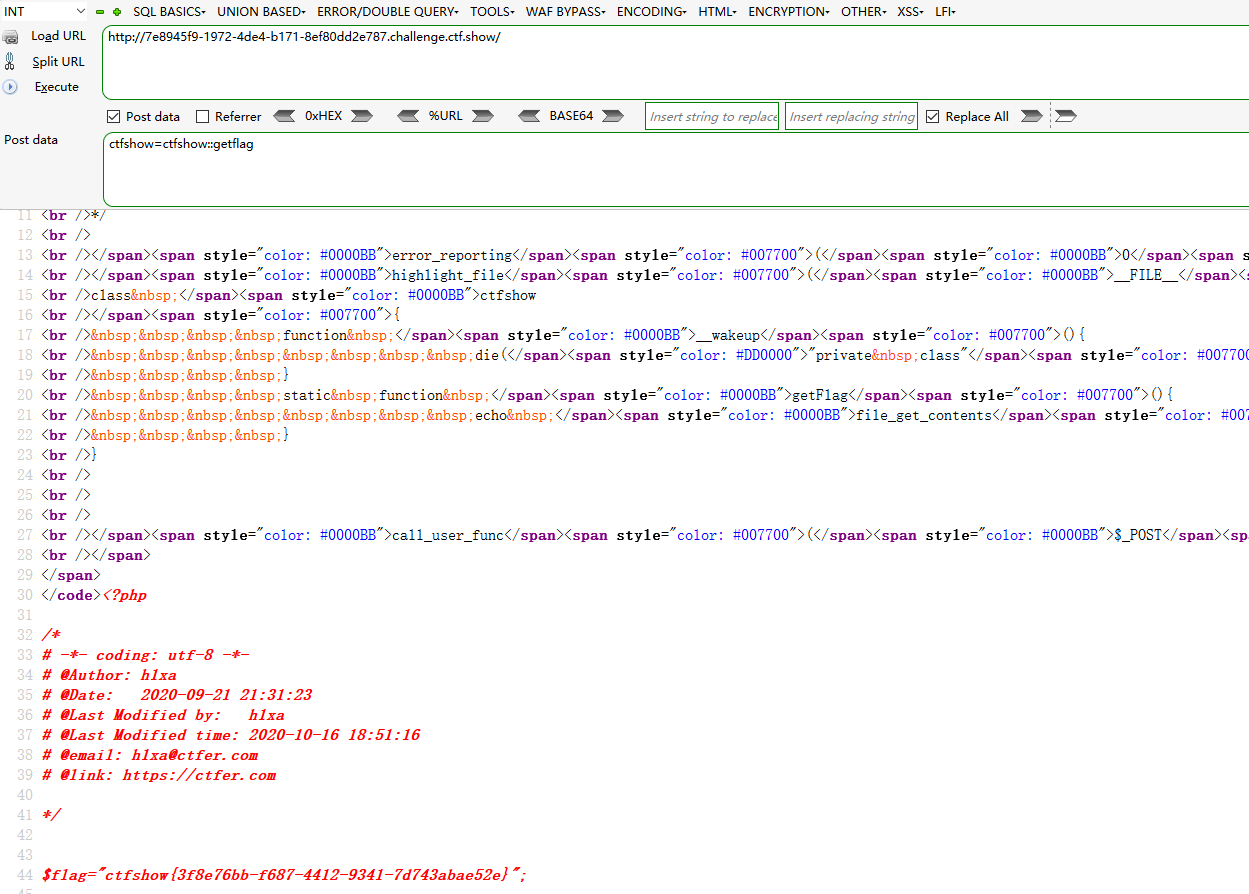 INT SQL BASICS UNION BASED ERROR/DOUBLE QUERY TOOLS WAF BYPASS ENCODING HTML ENCRYPTION OTHER XSS LFI
Load URL http://7e8945f9-1972-4de4-b171-8ef80dd2e787.challenge.ctf.show/
Split URL
Execute
Post data Referrer 0xHEX %URL BASE64 Insert string to replace Insert replacing string Replace All
Post data ctfshow=ctfshow::getflag
11 <br />*/
12 <br />
13 <br /></span><span style="color: #0000BB">error_reporting</span><span style="color: #007700">(</span><span style="color: #0000BB">0</span><span s
14 <br /></span><span style="color: #0000BB">highlight_file</span><span style="color: #007700">(</span><span style="color: #0000BB">__FILE__</span><s
15 <br />class&nbsp;</span><span style="color: #0000BB">ctfshow
16 <br /></span><span style="color: #007700">{
17 <br />&nbsp;&nbsp;&nbsp;&nbsp;function&nbsp;</span><span style="color: #0000BB">__wakeup</span><span style="color: #007700">(){
18 <br />&nbsp;&nbsp;&nbsp;&nbsp;&nbsp;&nbsp;&nbsp;&nbsp;die(</span><span style="color: #DD0000">"private&nbsp;class"</span><span style="color: #007700
19 <br />&nbsp;&nbsp;&nbsp;&nbsp;}
20 <br />&nbsp;&nbsp;&nbsp;&nbsp;static&nbsp;function&nbsp;</span><span style="color: #0000BB">getFlag</span><span style="color: #007700">(){
21 <br />&nbsp;&nbsp;&nbsp;&nbsp;&nbsp;&nbsp;&nbsp;&nbsp;echo&nbsp;</span><span style="color: #0000BB">file_get_contents</span><span style="color: #007
22 <br />&nbsp;&nbsp;&nbsp;&nbsp;}
23 <br />}
24 <br />
25 <br />
26 <br />
27 <br /></span><span style="color: #0000BB">call_user_func</span><span style="color: #007700">(</span><span style="color: #0000BB">$_POST</span><spa
28 <br /></span>
29 </span>
30 </code><?php
31
32 /*
33 # -*- coding: utf-8 -*-
34 # @Author: h1xa
35 # @Date:   2020-09-21 21:31:23
36 # @Last Modified by:   h1xa
37 # @Last Modified time: 2020-10-16 18:51:16
38 # @email: h1xa@ctfer.com
39 # @link: https://ctfer.com
40
41 */
42
43
44 $flag="ctfshow{3f8e76bb-f687-4412-9341-7d743abae52e}";
45